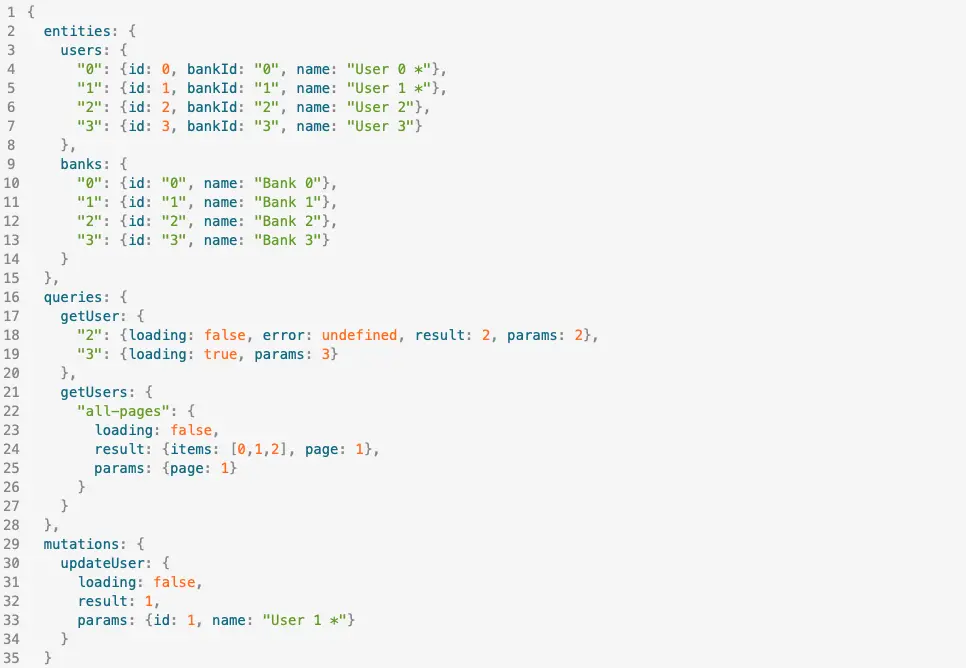 1 {
2   entities: {
3     users: {
4       "0": {id: 0, bankId: "0", name: "User 0 *"},
5       "1": {id: 1, bankId: "1", name: "User 1 *"},
6       "2": {id: 2, bankId: "2", name: "User 2"},
7       "3": {id: 3, bankId: "3", name: "User 3"}
8     },
9     banks: {
10       "0": {id: "0", name: "Bank 0"},
11       "1": {id: "1", name: "Bank 1"},
12       "2": {id: "2", name: "Bank 2"},
13       "3": {id: "3", name: "Bank 3"}
14     }
15   },
16   queries: {
17     getUser: {
18       "2": {loading: false, error: undefined, result: 2, params: 2},
19       "3": {loading: true, params: 3}
20     },
21     getUsers: {
22       "all-pages": {
23         loading: false,
24         result: {items: [0,1,2], page: 1},
25         params: {page: 1}
26       }
27     }
28   },
29   mutations: {
30     updateUser: {
31       loading: false,
32       result: 1,
33       params: {id: 1, name: "User 1 *"}
34     }
35   }